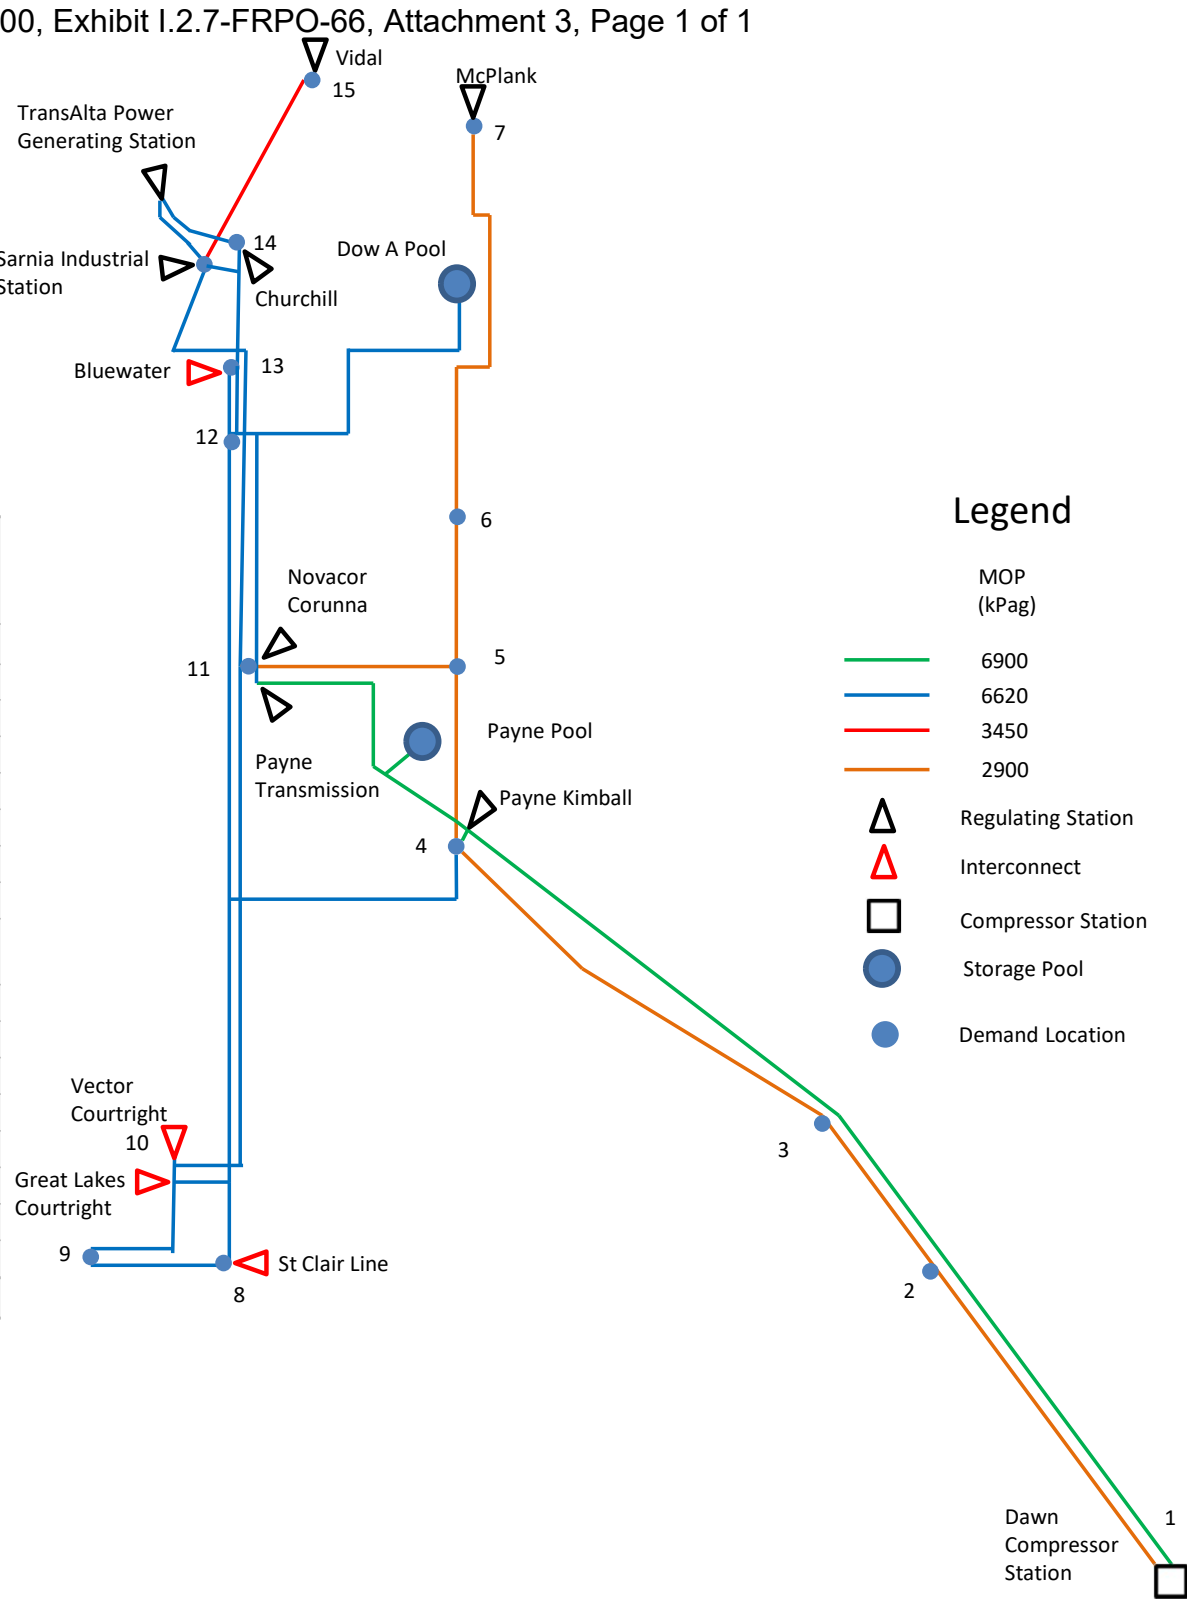 00, Exhibit I.2.7-FRPO-66, Attachment 3, Page 1 of 1
Vidal
15
McPlank
7
TransAlta Power
Generating Station
14
Sarnia Industrial
Station
Churchill
Dow A Pool
Bluewater
13
12
6
Legend
MOP
(kPag)
6900
6620
3450
2900
Regulating Station
Interconnect
Compressor Station
Storage Pool
Demand Location
Novacor
Corunna
11
5
Payne Pool
Payne
Transmission
Payne Kimball
4
Vector
Courtright
10
Great Lakes
Courtright
3
9
St Clair Line
8
2
Dawn
Compressor
Station
1